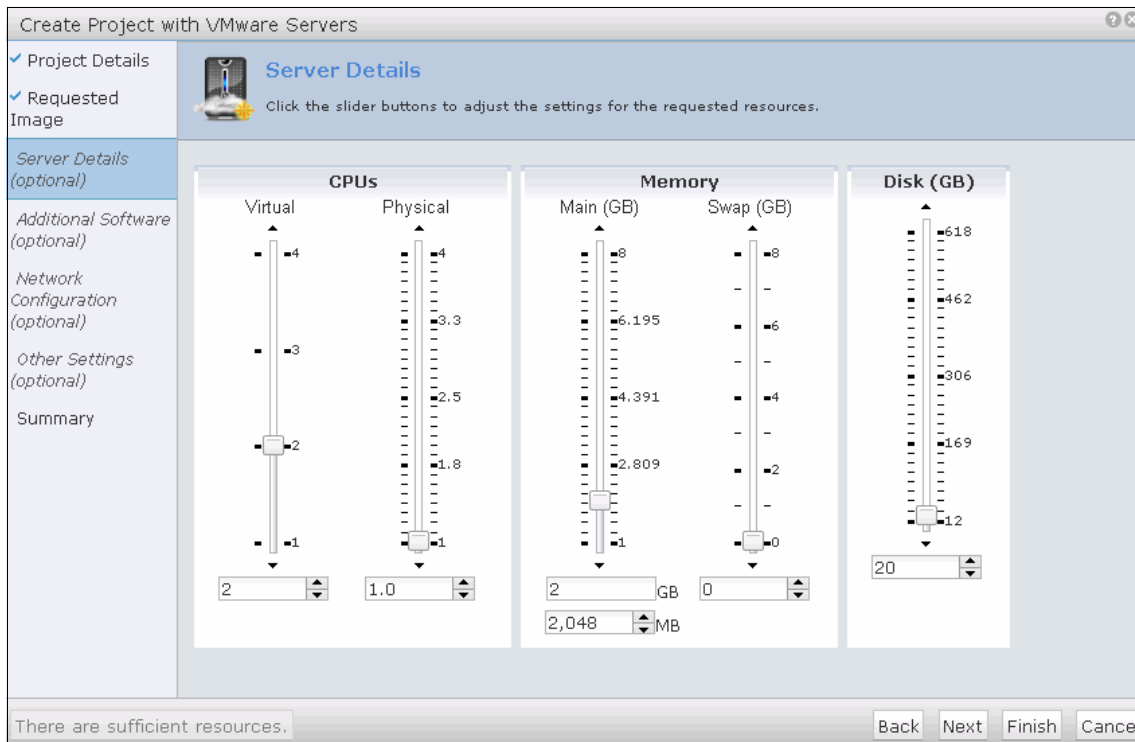 Create Project with VMware Servers
Project Details
Requested
Image
Server Details
(optional)
Additional Software
(optional)
Network
Configuration
(optional)
Other Settings
(optional)
Summary
Server Details
Click the slider buttons to adjust the settings for the requested resources.
CPUs
Virtual
4
3
2
1
2
Physical
4
3.3
2.5
1.8
1
1.0
Memory
Main (GB)
8
6.195
4.391
2.809
1
2 GB
2,048 MB
Swap (GB)
8
6
4
2
0
0
Disk (GB)
618
462
306
169
12
20
There are sufficient resources.
Back Next Finish Cance